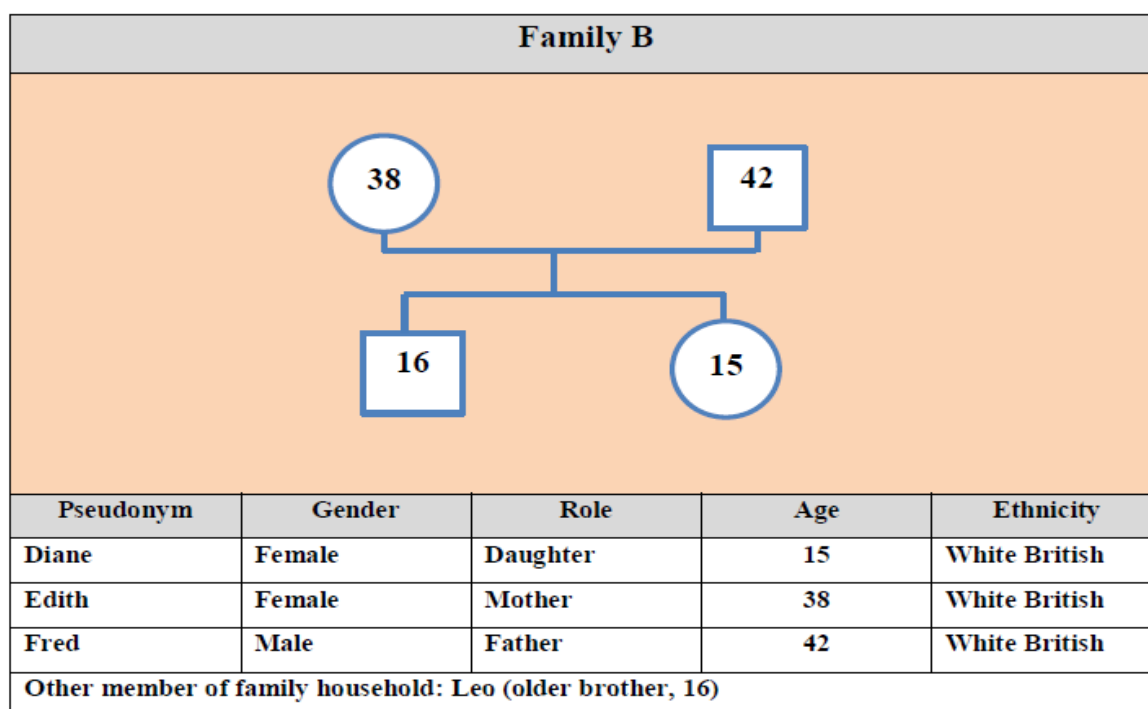 Family B
38
42
16
15
Pseudonym Gender Role Age Ethnicity
Diane Female Daughter 15 White British
Edith Female Mother 38 White British
Fred Male Father 42 White British
Other member of family household: Leo (older brother, 16)